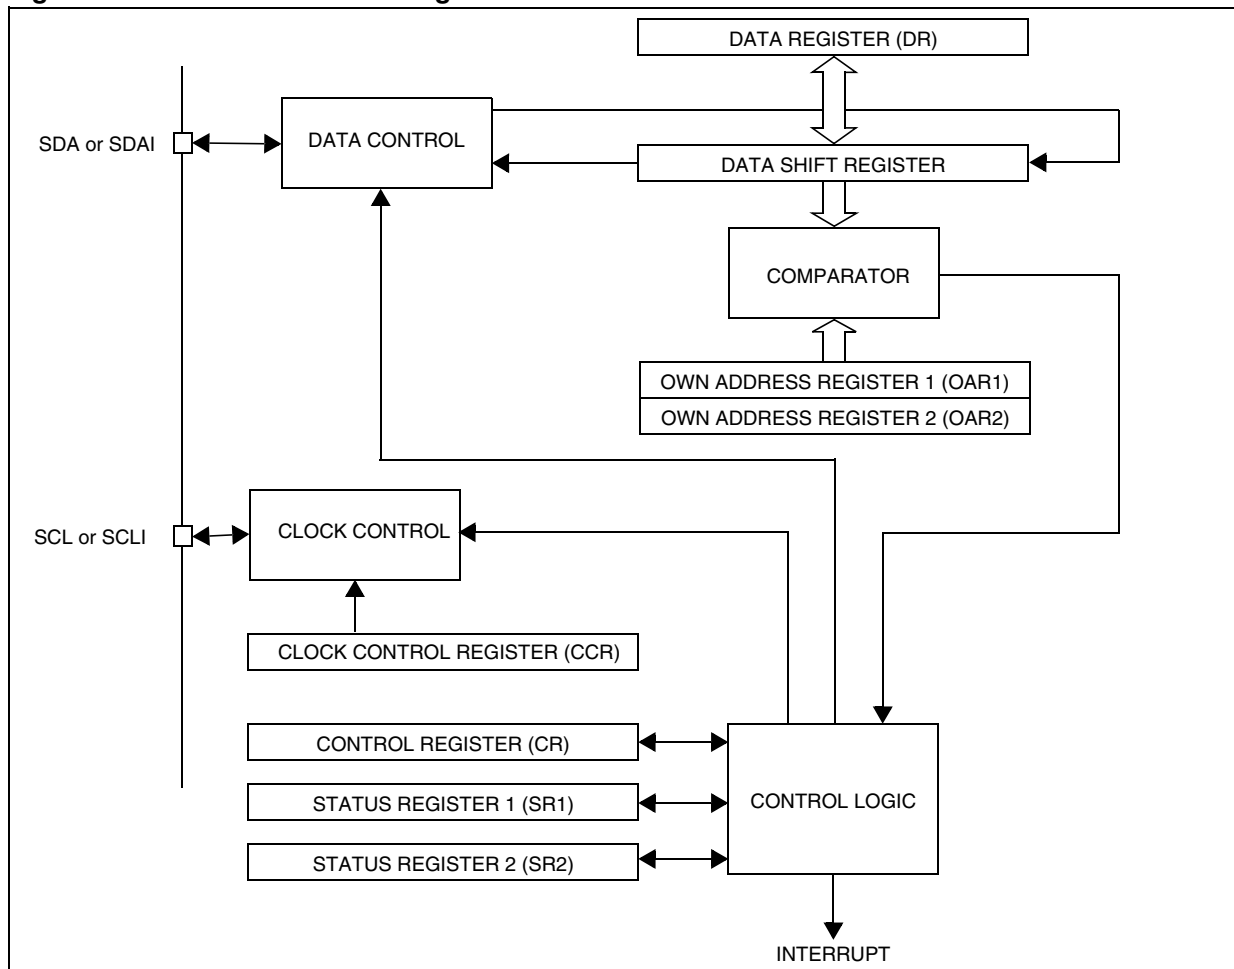 DATA REGISTER (DR)
SDA or SDAI
DATA CONTROL
DATA SHIFT REGISTER
COMPARATOR
OWN ADDRESS REGISTER 1 (OAR1)
OWN ADDRESS REGISTER 2 (OAR2)
SCL or SCLI
CLOCK CONTROL
CLOCK CONTROL REGISTER (CCR)
CONTROL REGISTER (CR)
STATUS REGISTER 1 (SR1)
CONTROL LOGIC
STATUS REGISTER 2 (SR2)
INTERRUPT